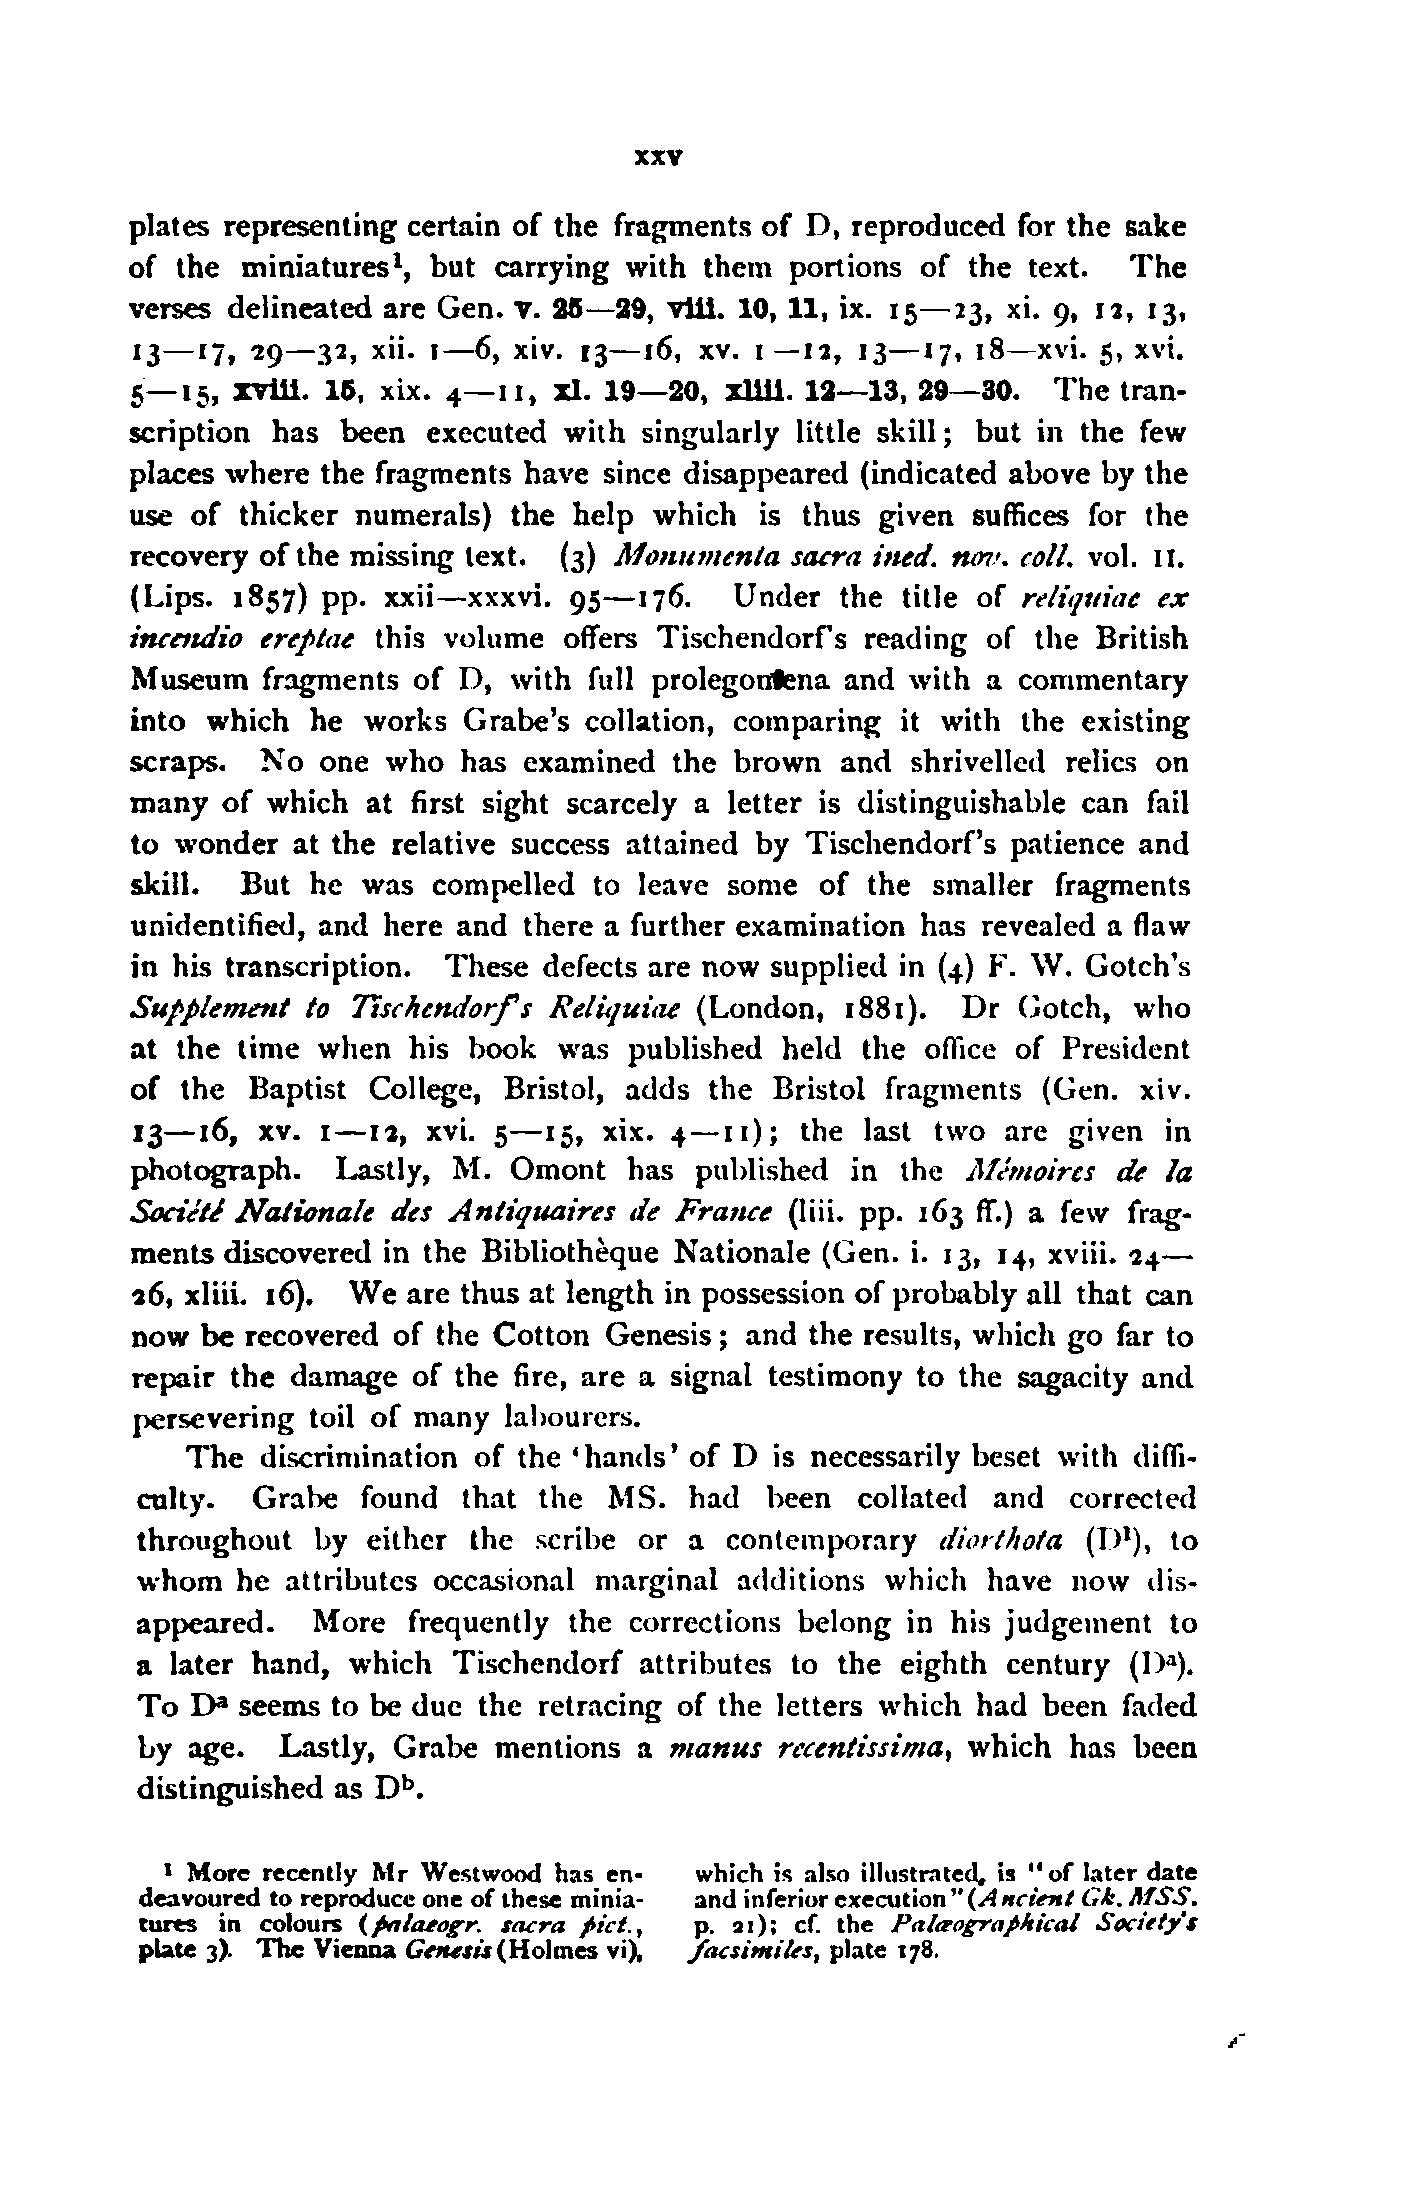 xxv
plates representing certain of the fragments of D, reproduced for the sake
of the miniatures¹, but carrying with them portions of the text. The
verses delineated are Gen. v. 25—29, viii. 10, 11, ix. 15—23, xi. 9, 12, 13,
13—17, 29—32, xii. 1—6, xiv. 13—16, xv. 1—12, 13—17, 18—xvi. 5, xvi.
5—15, xviii. 15, xix. 4—11, xl. 19—20, xliii. 12—13, 29—30. The tran-
scription has been executed with singularly little skill; but in the few
places where the fragments have since disappeared (indicated above by the
use of thicker numerals) the help which is thus given suffices for the
recovery of the missing text. (3) Monumenta sacra ined. nov. coll. vol. II.
(Lips. 1857) pp. xxii—xxxvi. 95—176. Under the title of reliquiae ex
incendio ereptae this volume offers Tischendorf's reading of the British
Museum fragments of D, with full prolegomena and with a commentary
into which he works Grabe's collation, comparing it with the existing
scraps. No one who has examined the brown and shrivelled relics on
many of which at first sight scarcely a letter is distinguishable can fail
to wonder at the relative success attained by Tischendorf's patience and
skill. But he was compelled to leave some of the smaller fragments
unidentified, and here and there a further examination has revealed a flaw
in his transcription. These defects are now supplied in (4) F. W. Gotch's
Supplement to Tischendorf's Reliquiae (London, 1881). Dr Gotch, who
at the time when his book was published held the office of President
of the Baptist College, Bristol, adds the Bristol fragments (Gen. xiv.
13—16, xv. 1—12, xvi. 5—15, xix. 4—11); the last two are given in
photograph. Lastly, M. Omont has published in the Mémoires de la
Société Nationale des Antiquaires de France (liii. pp. 163 ff.) a few frag-
ments discovered in the Bibliothèque Nationale (Gen. i. 13, 14, xviii. 24—
26, xliii. 16). We are thus at length in possession of probably all that can
now be recovered of the Cotton Genesis; and the results, which go far to
repair the damage of the fire, are a signal testimony to the sagacity and
persevering toil of many labourers.
The discrimination of the 'hands' of D is necessarily beset with diffi-
culty. Grabe found that the MS. had been collated and corrected
throughout by either the scribe or a contemporary diorthota (D¹), to
whom he attributes occasional marginal additions which have now dis-
appeared. More frequently the corrections belong in his judgement to
a later hand, which Tischendorf attributes to the eighth century (Dᵃ).
To Dᵃ seems to be due the retracing of the letters which had been faded
by age. Lastly, Grabe mentions a manus recentissima, which has been
distinguished as Dᵇ.
¹ More recently Mr Westwood has en-
deavoured to reproduce one of these minia-
tures in colours (palaeogr. sacra pict.,
plate 3). The Vienna Genesis (Holmes vi),
which is also illustrated, is "of later date
and inferior execution" (Ancient Gk. MSS.
p. 21); cf. the Palæographical Society's
facsimiles, plate 178.